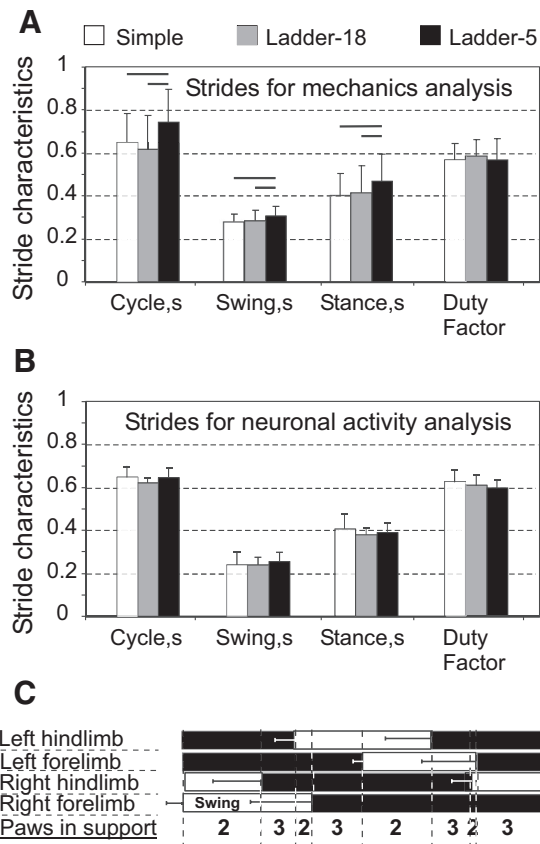 A
Simple Ladder-18 Ladder-5
Strides for mechanics analysis
Stride characteristics
1
0.8
0.6
0.4
0.2
0
Cycle,s Swing,s Stance,s Duty Factor
B
Strides for neuronal activity analysis
Stride characteristics
1
0.8
0.6
0.4
0.2
0
Cycle,s Swing,s Stance,s Duty Factor
C
Left hindlimb
Left forelimb
Right hindlimb
Right forelimb Swing
Paws in support 2 3 2 3 2 3 2 3